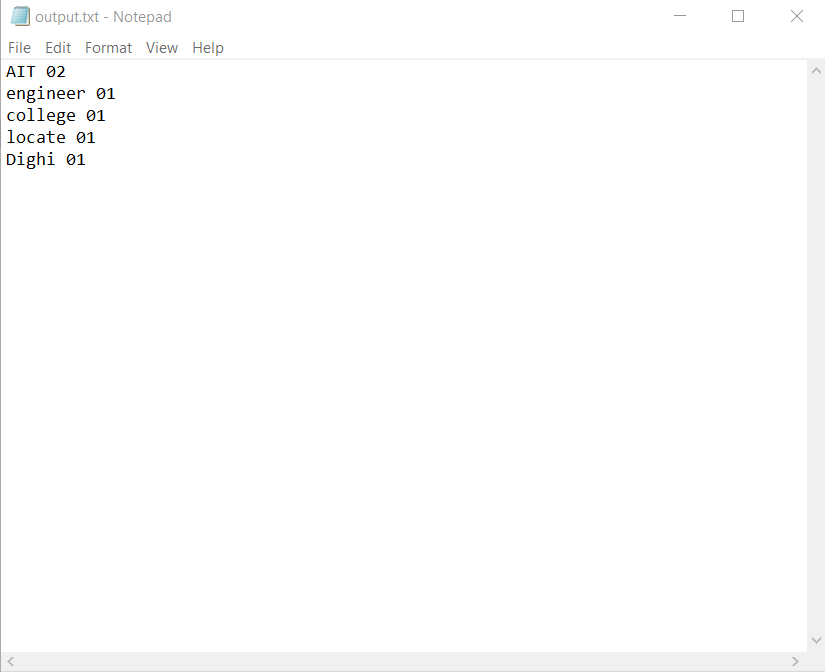 output.txt - Notepad
File Edit Format View Help
AIT 02
engineer 01
college 01
locate 01
Dighi 01